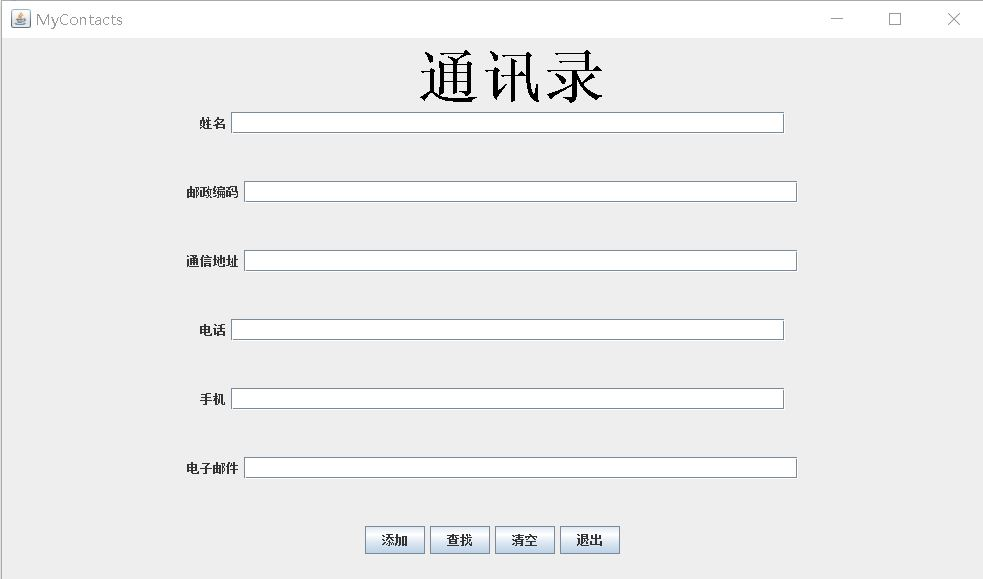 MyContacts
通讯录
姓名
邮政编码
通信地址
电话
手机
电子邮件
添加 查找 清空 退出